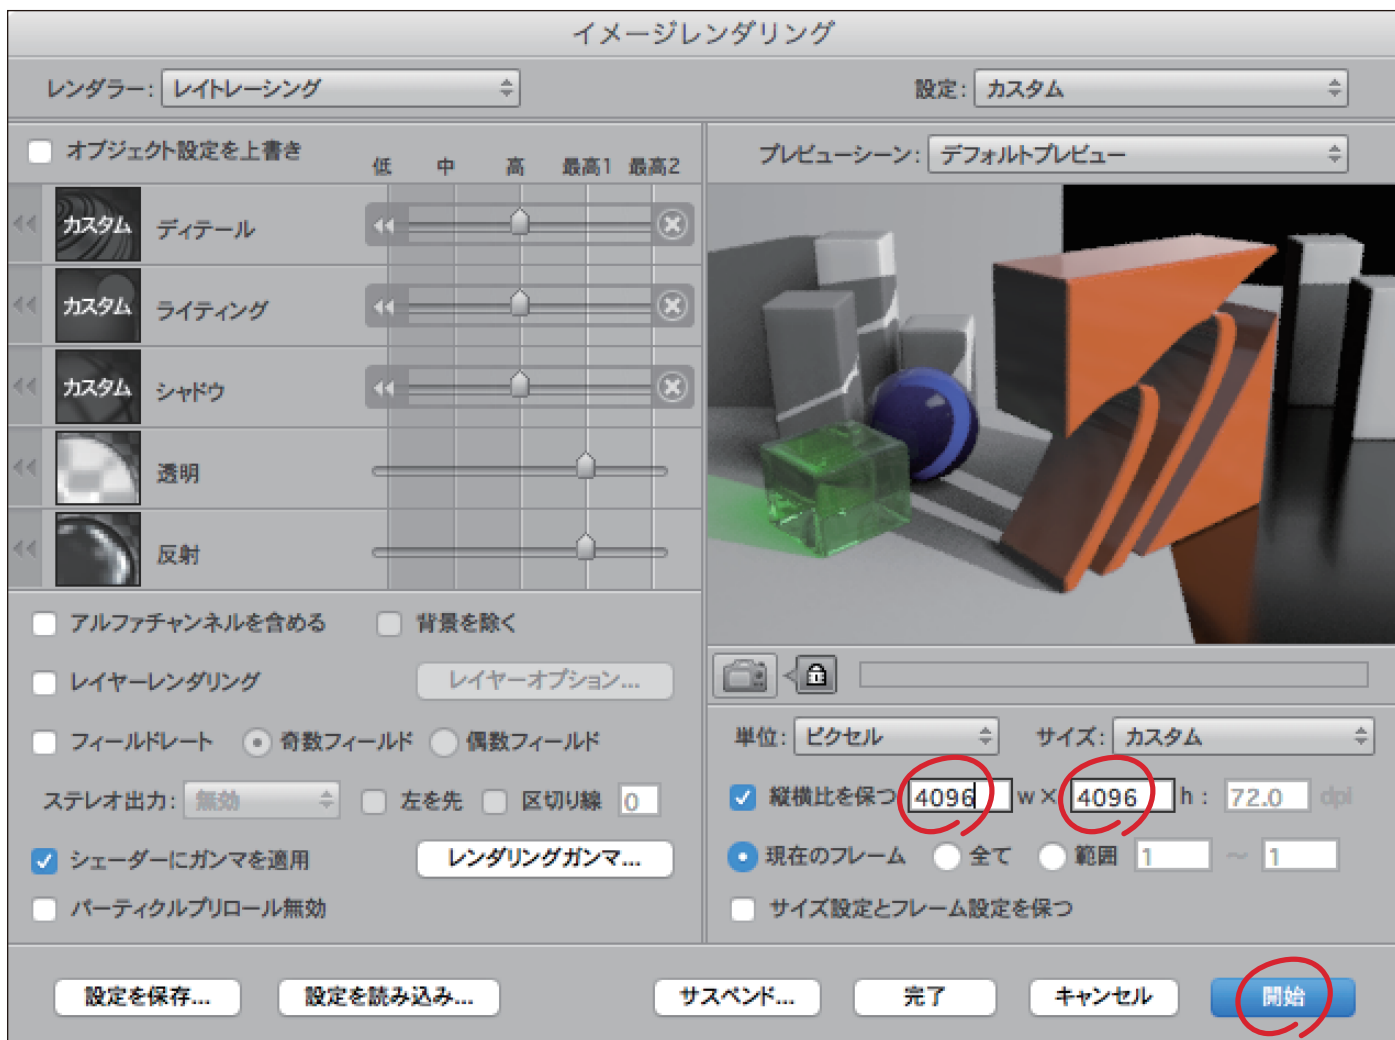 イメージレンダリング
レンダラー: レイトレーシング
設定: カスタム
オブジェクト設定を上書き
低 中 高 最高1 最高2
カスタム ディテール
カスタム ライティング
カスタム シャドウ
透明
反射
アルファチャンネルを含める 背景を除く
レイヤーレンダリング レイヤーオプション...
フィールドレート 奇数フィールド 偶数フィールド
ステレオ出力: 無効 左を先 区切り線 0
シェーダーにガンマを適用 レンダリングガンマ...
パーティクルプリロール無効
プレビューシーン: デフォルトプレビュー
単位: ピクセル サイズ: カスタム
縦横比を保つ 4096 w × 4096 h : 72.0 dpi
現在のフレーム 全て 範囲 1 ~ 1
サイズ設定とフレーム設定を保つ
設定を保存... 設定を読み込み... サスペンド... 完了 キャンセル 開始